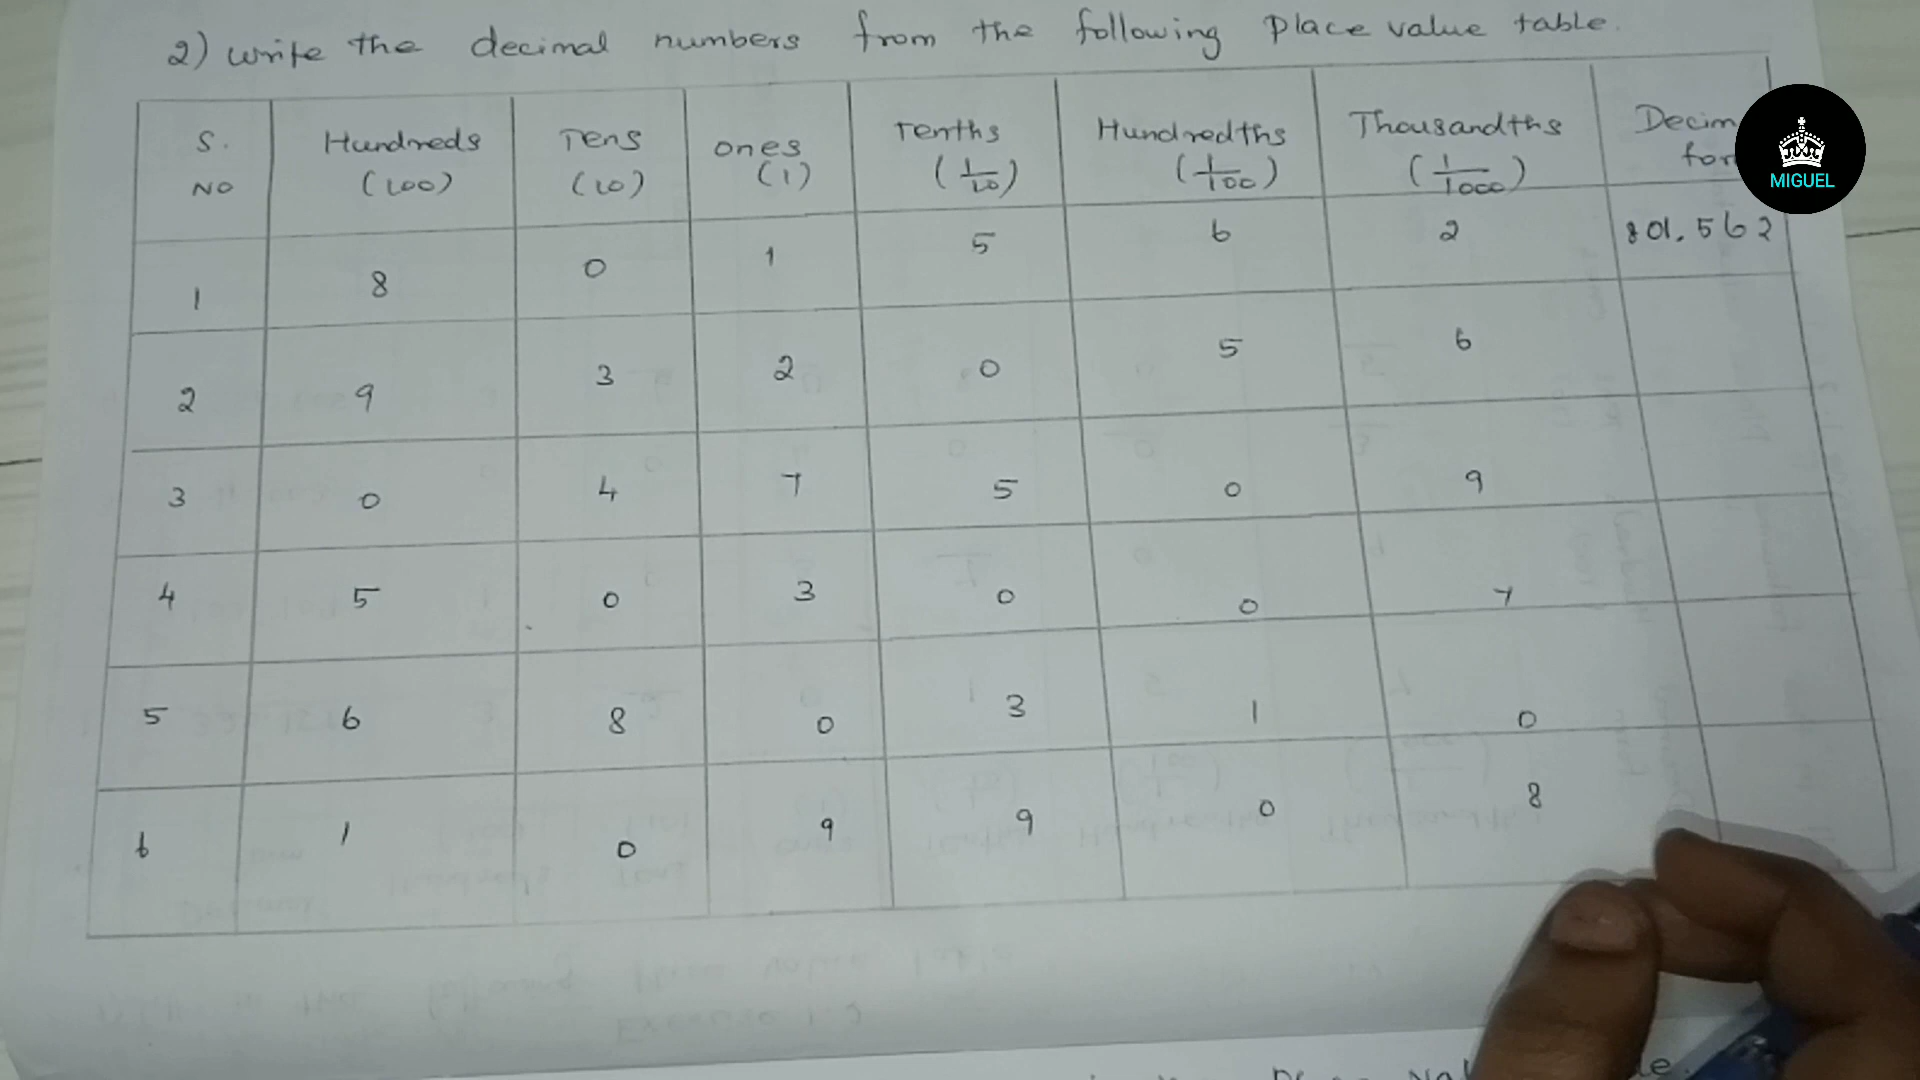 2) write the decimal numbers from the following place value table.
S. NO Hundreds (100) Tens (10) ones (1) Tenths (1/10) Hundredths (1/100) Thousandths (1/1000)
MIGUEL
1 8 0 1 5 6 2 801.562
2 9 3 2 0 5 6
3 0 4 7 5 0 9
4 5 0 3 0 0 7
5 6 8 0 3 1 0
6 1 0 9 9 0 8